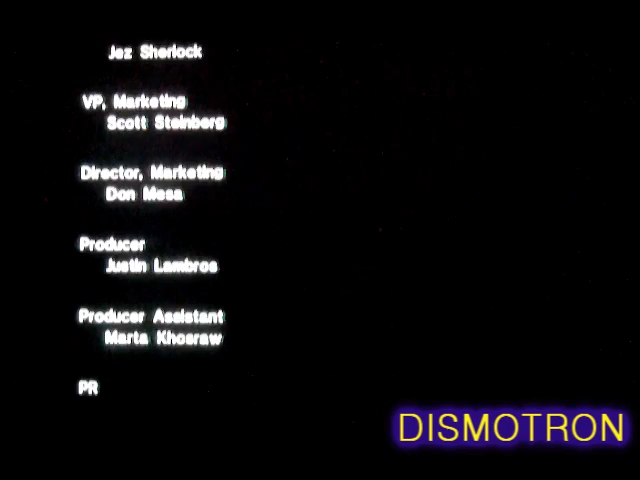 Jez Sherlock
VP, Marketing
Scott Steinberg
Director, Marketing
Don Mesa
Producer
Justin Lambros
Producer Assistant
Marta Khosraw
PR
DISMOTRON